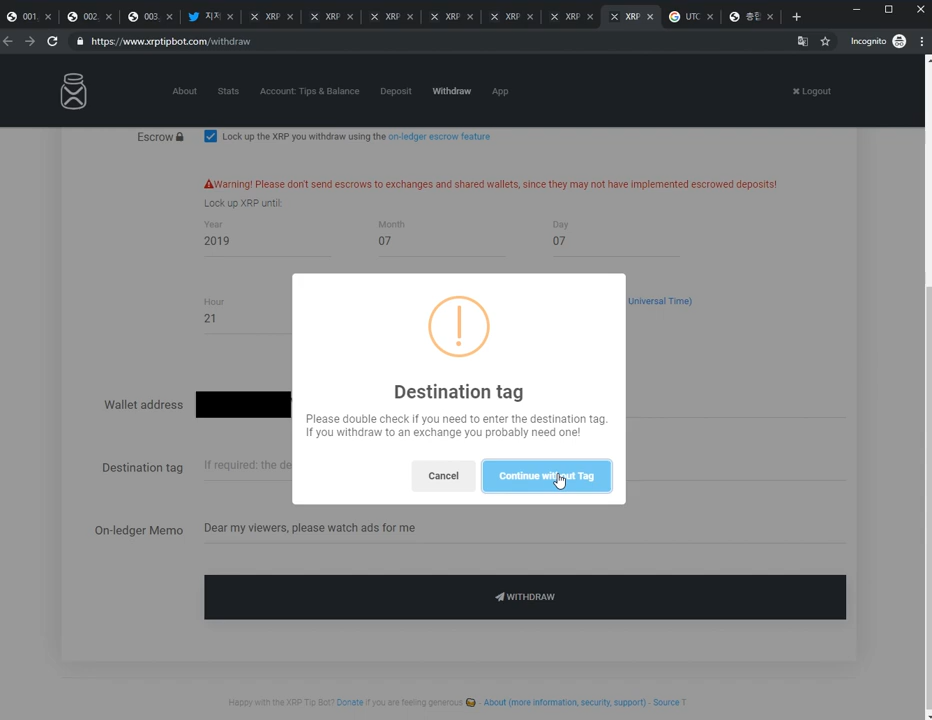 001.
002.
003.
지지
XRP
XRP
XRP
XRP
XRP
XRP
XRP
UTC
종합
https://www.xrptipbot.com/withdraw
Incognito
About Stats Account: Tips & Balance Deposit Withdraw App Logout
Escrow Lock up the XRP you withdraw using the on-ledger escrow feature
Warning! Please don't send escrows to exchanges and shared wallets, since they may not have implemented escrowed deposits!
Lock up XRP until:
Year Month Day
2019 07 07
Hour
Universal Time)
21
Destination tag
Wallet address
Please double check if you need to enter the destination tag.
If you withdraw to an exchange you probably need one!
Destination tag If required: the de
Cancel Continue without Tag
On-ledger Memo Dear my viewers, please watch ads for me
WITHDRAW
Happy with the XRP Tip Bot? Donate if you are feeling generous - About (more information, security, support) - Source T